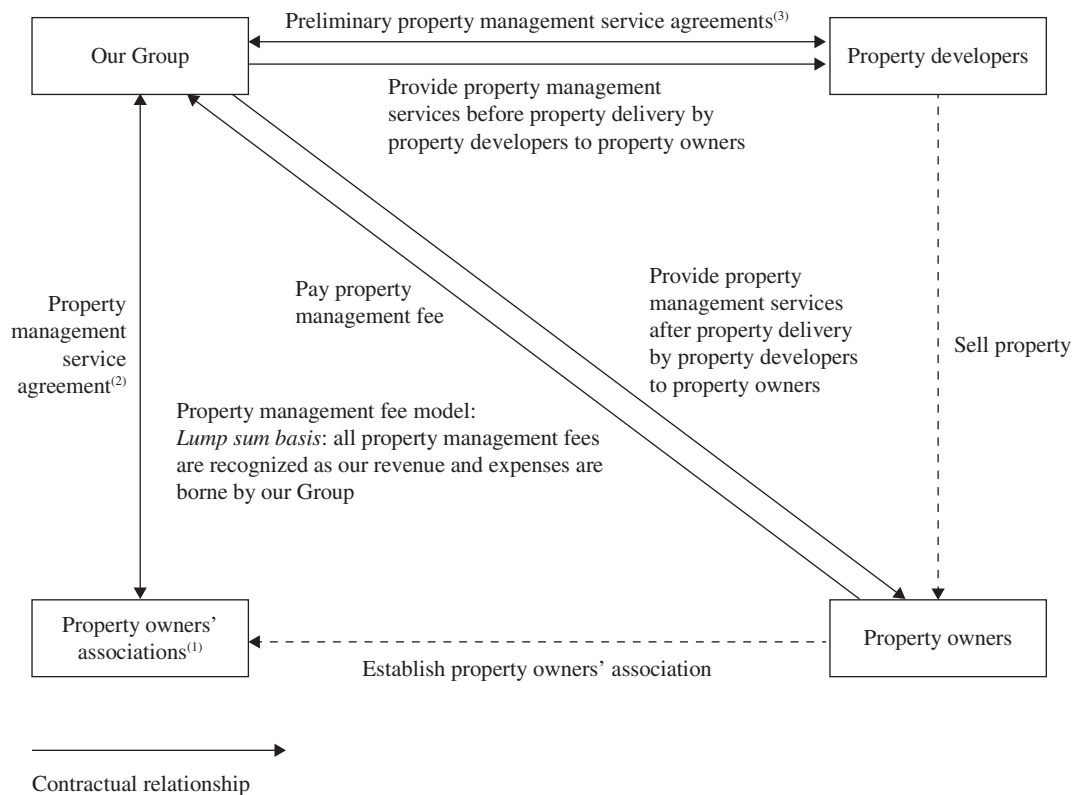 Preliminary property management service agreements(3)
Our Group
Property developers
Provide property management
services before property delivery by
property developers to property owners
Property
management
service
agreement(2)
Pay property
management fee
Provide property
management services
after property delivery
by property developers
to property owners
Sell property
Property management fee model:
Lump sum basis: all property management fees
are recognized as our revenue and expenses are
borne by our Group
Property owners’
associations(1)
Property owners
Establish property owners’ association
Contractual relationship